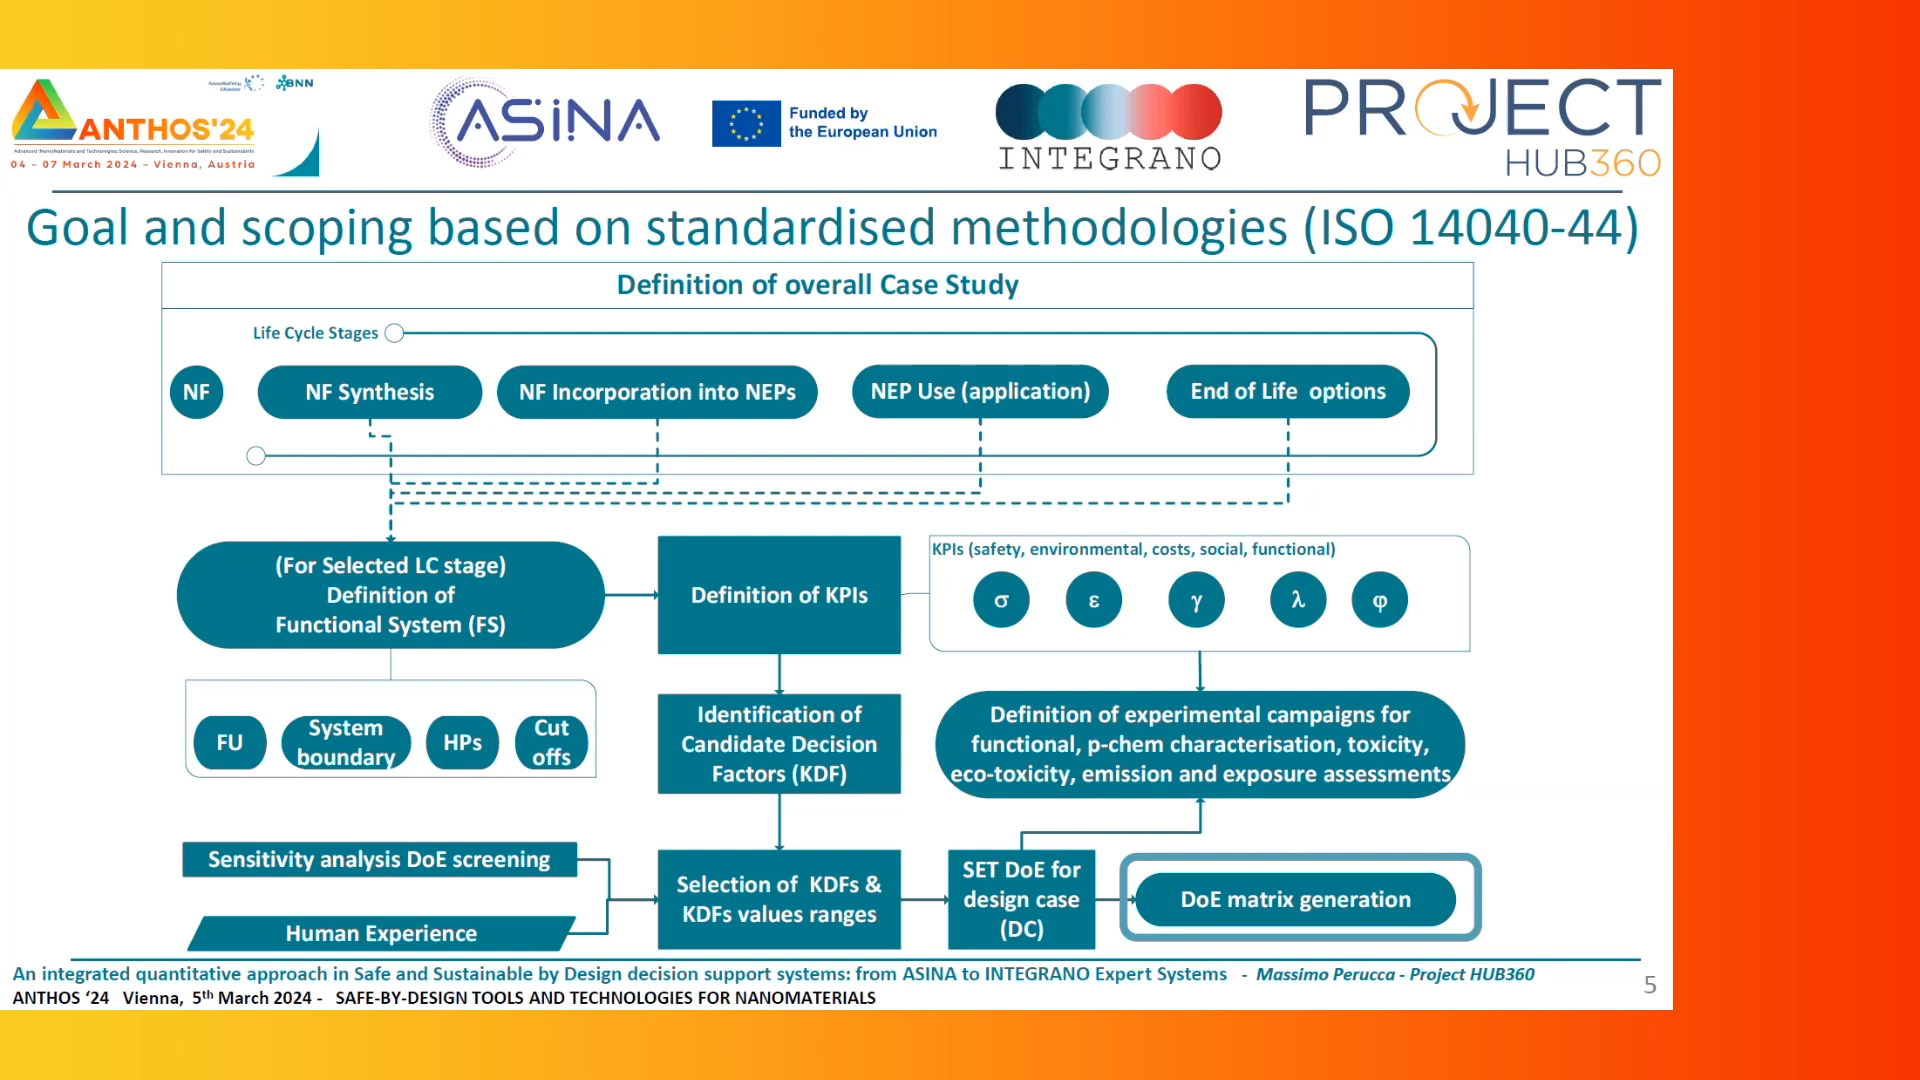 NanoSafety
Cluster
BNN
ANTHOS'24
Advanced (Nano)Materials and Technologies: Science, Research, Innovation for Safety and Sustainability
04 – 07 March 2024 – Vienna, Austria
ASINA
Funded by
the European Union
INTEGRANO
PROJECT
HUB360
Goal and scoping based on standardised methodologies (ISO 14040-44)
Definition of overall Case Study
Life Cycle Stages
NF
NF Synthesis
NF Incorporation into NEPs
NEP Use (application)
End of Life options
(For Selected LC stage)
Definition of
Functional System (FS)
Definition of KPIs
KPIs (safety, environmental, costs, social, functional)
σ
ε
γ
λ
φ
FU
System
boundary
HPs
Cut
offs
Identification of
Candidate Decision
Factors (KDF)
Definition of experimental campaigns for
functional, p-chem characterisation, toxicity,
eco-toxicity, emission and exposure assessments
Sensitivity analysis DoE screening
Human Experience
Selection of KDFs &
KDFs values ranges
SET DoE for
design case
(DC)
DoE matrix generation
An integrated quantitative approach in Safe and Sustainable by Design decision support systems: from ASINA to INTEGRANO Expert Systems - Massimo Perucca - Project HUB360
ANTHOS ‘24 Vienna, 5th March 2024 - SAFE-BY-DESIGN TOOLS AND TECHNOLOGIES FOR NANOMATERIALS
5